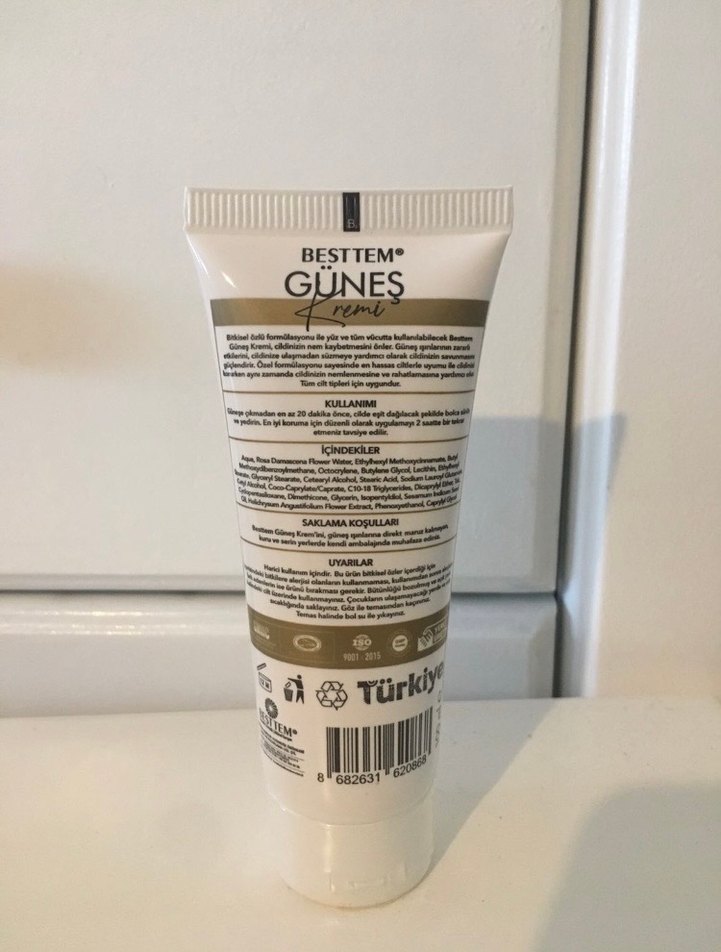 B.
BESTTEM®
GÜNEŞ
Kremi
Bitkisel özlü formülasyonu ile yüz ve tüm vücutta kullanılabilecek Besttem
Güneş Kremi, cildinizin nem kaybetmesini önler. Güneş ışınlarının zararlı
etkilerini, cildinize ulaşmadan süzmeye yardımcı olarak cildinizin savunmasını
güçlendirir. Özel formülasyonu sayesinde en hassas ciltlerle uyumu ile cildinizi
korurken aynı zamanda cildinizin nemlenmesine ve rahatlamasına yardımcı
Tüm cilt tipleri için uygundur.
KULLANIMI
Güneşe çıkmadan en az 20 dakika önce, cilde eşit dağılacak şekilde bolca
ve yedirin. En iyi koruma için düzenli olarak uygulamayı 2 saatte bir tekrar
etmeniz tavsiye edilir.
İÇİNDEKİLER
Aqua, Rosa Damascena Flower Water, Ethylhexyl Methoxycinnamate, Butyl
Methoxydibenzoylmethane, Octocrylene, Butylene Glycol, Lecithin, Ethylhexyl
Glyceryl Stearate, Cetearyl Alcohol, Stearic Acid, Sodium Lauroyl
Cetyl Alcohol, Coco-Caprylate/Caprate, C10-18 Triglycerides, Dicaprylyl Ether,
Cyclopentasiloxane, Dimethicone, Glycerin, Isopentyldiol, Sesamum Indicum Seed
Oil, Helichrysum Angustifolium Flower Extract, Phenoxyethanol, Caprylyl Glycol
SAKLAMA KOŞULLARI
Besttem Güneş Krem'ini, güneş ışınlarına direkt maruz kalmayan,
kuru ve serin yerlerde kendi ambalajında muhafaza ediniz.
UYARILAR
Harici kullanım içindir. Bu ürün bitkisel özler içerdiği için
bitkilere alerjisi olanların kullanmaması, kullanımdan sonra
ise ürünü bırakması gerekir. Bütünlüğü bozulmuş ve açık
cilt üzerinde kullanmayınız. Çocukların ulaşamayacağı yerde ve
sıcaklığında saklayınız. Göz ile temasından kaçınınız.
Temas halinde bol su ile yıkayınız.
ISO
9001 : 2015
Türkiye
BESTTEM®
8 682631 620868